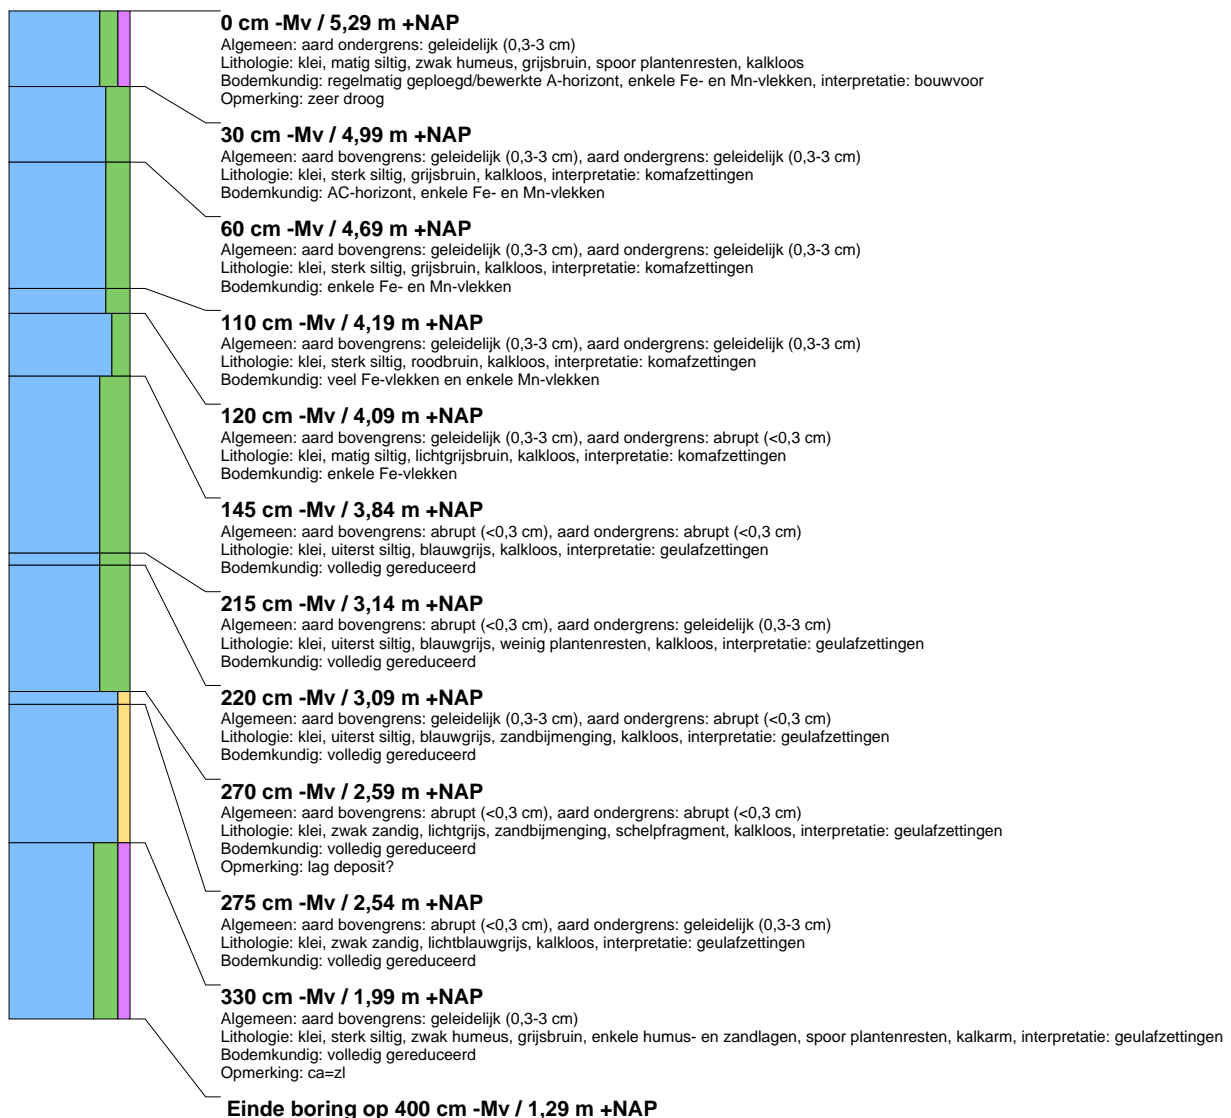 0 cm -Mv / 5,29 m +NAP
Algemeen: aard ondergrens: geleidelijk (0,3-3 cm)
Lithologie: klei, matig siltig, zwak humeus, grijsbruin, spoor plantenresten, kalkloos
Bodemkundig: regelmatig geploegd/bewerkte A-horizont, enkele Fe- en Mn-vlekken, interpretatie: bouwvoor
Opmerking: zeer droog
30 cm -Mv / 4,99 m +NAP
Algemeen: aard bovengrens: geleidelijk (0,3-3 cm), aard ondergrens: geleidelijk (0,3-3 cm)
Lithologie: klei, sterk siltig, grijsbruin, kalkloos, interpretatie: komafzettingen
Bodemkundig: AC-horizont, enkele Fe- en Mn-vlekken
60 cm -Mv / 4,69 m +NAP
Algemeen: aard bovengrens: geleidelijk (0,3-3 cm), aard ondergrens: geleidelijk (0,3-3 cm)
Lithologie: klei, sterk siltig, grijsbruin, kalkloos, interpretatie: komafzettingen
Bodemkundig: enkele Fe- en Mn-vlekken
110 cm -Mv / 4,19 m +NAP
Algemeen: aard bovengrens: geleidelijk (0,3-3 cm), aard ondergrens: geleidelijk (0,3-3 cm)
Lithologie: klei, sterk siltig, roodbruin, kalkloos, interpretatie: komafzettingen
Bodemkundig: veel Fe-vlekken en enkele Mn-vlekken
120 cm -Mv / 4,09 m +NAP
Algemeen: aard bovengrens: geleidelijk (0,3-3 cm), aard ondergrens: abrupt (<0,3 cm)
Lithologie: klei, matig siltig, lichtgrijsbruin, kalkloos, interpretatie: komafzettingen
Bodemkundig: enkele Fe-vlekken
145 cm -Mv / 3,84 m +NAP
Algemeen: aard bovengrens: abrupt (<0,3 cm), aard ondergrens: abrupt (<0,3 cm)
Lithologie: klei, uiterst siltig, blauwgrijs, kalkloos, interpretatie: geulafzettingen
Bodemkundig: volledig gereduceerd
215 cm -Mv / 3,14 m +NAP
Algemeen: aard bovengrens: abrupt (<0,3 cm), aard ondergrens: geleidelijk (0,3-3 cm)
Lithologie: klei, uiterst siltig, blauwgrijs, weinig plantenresten, kalkloos, interpretatie: geulafzettingen
Bodemkundig: volledig gereduceerd
220 cm -Mv / 3,09 m +NAP
Algemeen: aard bovengrens: geleidelijk (0,3-3 cm), aard ondergrens: abrupt (<0,3 cm)
Lithologie: klei, uiterst siltig, blauwgrijs, zandbijmenging, kalkloos, interpretatie: geulafzettingen
Bodemkundig: volledig gereduceerd
270 cm -Mv / 2,59 m +NAP
Algemeen: aard bovengrens: abrupt (<0,3 cm), aard ondergrens: abrupt (<0,3 cm)
Lithologie: klei, zwak zandig, lichtgrijs, zandbijmenging, schelpfragment, kalkloos, interpretatie: geulafzettingen
Bodemkundig: volledig gereduceerd
Opmerking: lag deposit?
275 cm -Mv / 2,54 m +NAP
Algemeen: aard bovengrens: abrupt (<0,3 cm), aard ondergrens: geleidelijk (0,3-3 cm)
Lithologie: klei, zwak zandig, lichtblauwgrijs, kalkloos, interpretatie: geulafzettingen
Bodemkundig: volledig gereduceerd
330 cm -Mv / 1,99 m +NAP
Algemeen: aard bovengrens: geleidelijk (0,3-3 cm)
Lithologie: klei, sterk siltig, zwak humeus, grijsbruin, enkele humus- en zandlagen, spoor plantenresten, kalkarm, interpretatie: geulafzettingen
Bodemkundig: volledig gereduceerd
Opmerking: ca=zl
Einde boring op 400 cm -Mv / 1,29 m +NAP